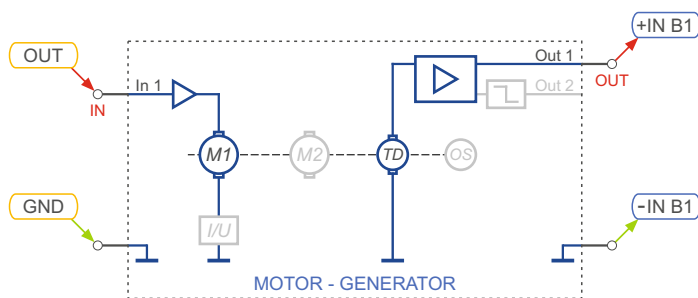 +IN B1
OUT
In 1
Out 1
IN
OUT
Out 2
M1
M2
TD
OS
GND
I/U
-IN B1
MOTOR - GENERATOR